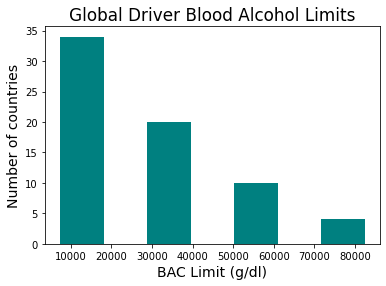 Global Driver Blood Alcohol Limits
Number of countries
35
30
25
20
15
10
5
0
10000 20000 30000 40000 50000 60000 70000 80000
BAC Limit (g/dl)